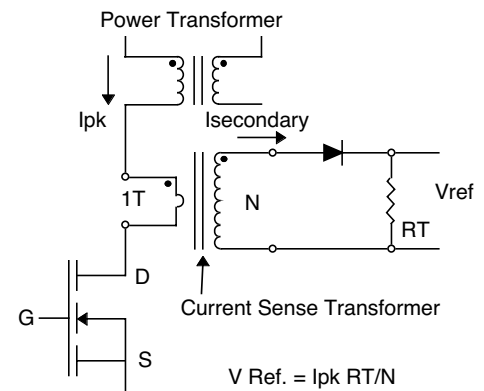 Power Transformer
Ipk
Isecondary
1T
N
Vref
RT
D
Current Sense Transformer
G
S
V Ref. = Ipk RT/N